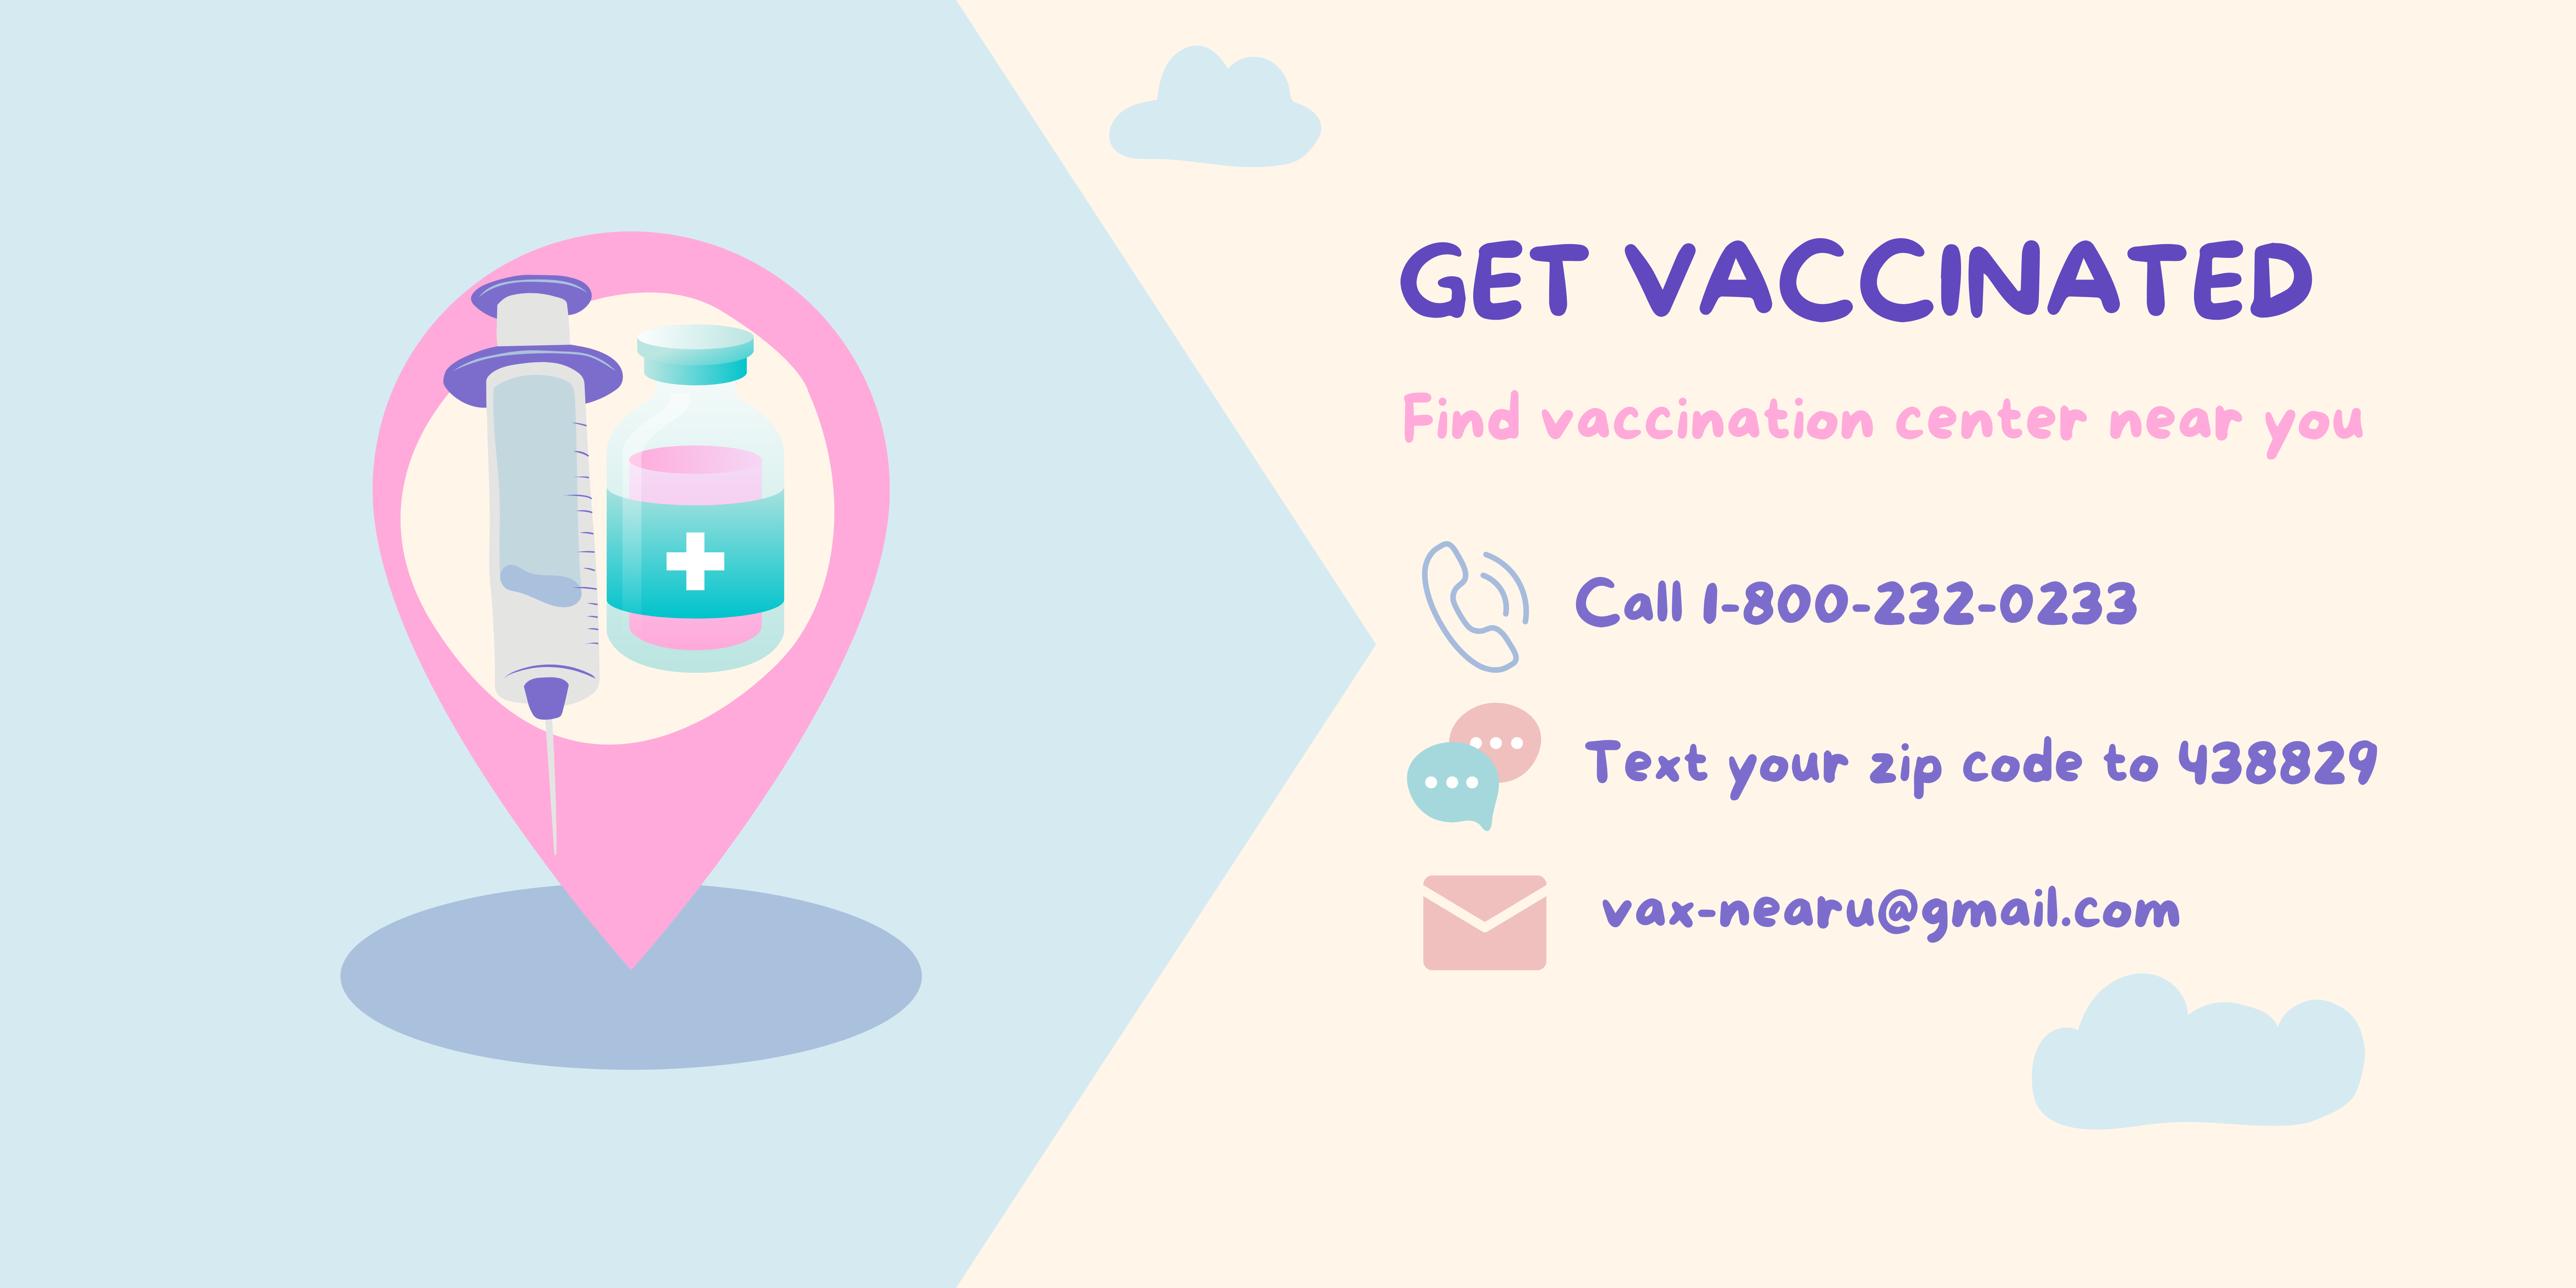 GET VACCINATED
Find vaccination center near you
Call 1-800-232-0233
Text your zip code to 438829
vax-nearu@gmail.com